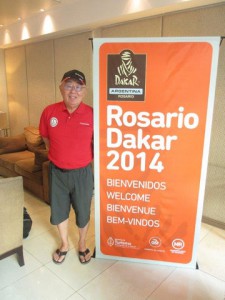 DAKAR
ARGENTINA
ROSARIO
Rosario
Dakar
2014
BIENVENIDOS
WELCOME
BIENVENUE
BEM-VINDOS